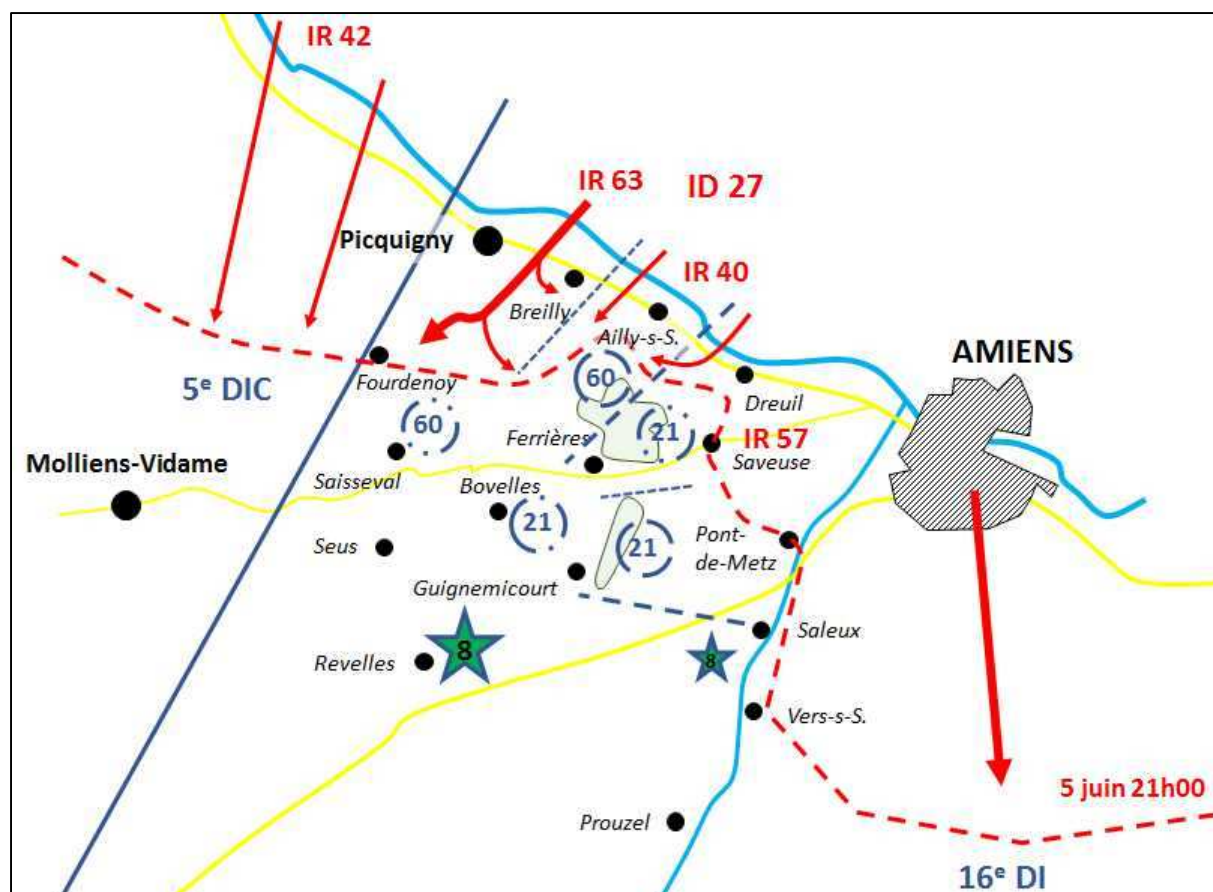 IR 42
IR 63
ID 27
Picquigny
IR 40
Breilly
Ailly-s-S.
AMIENS
5e DIC
Fourdenoy
60
Dreuil
60
Ferrières
21
IR 57
Saveuse
Molliens-Vidame
Saisseval
Bovelles
21
21
Pont-
de-Metz
Seus
Guignemicourt
Saleux
8
8
Revelles
Vers-s-S.
5 juin 21h00
Prouzel
16e DI